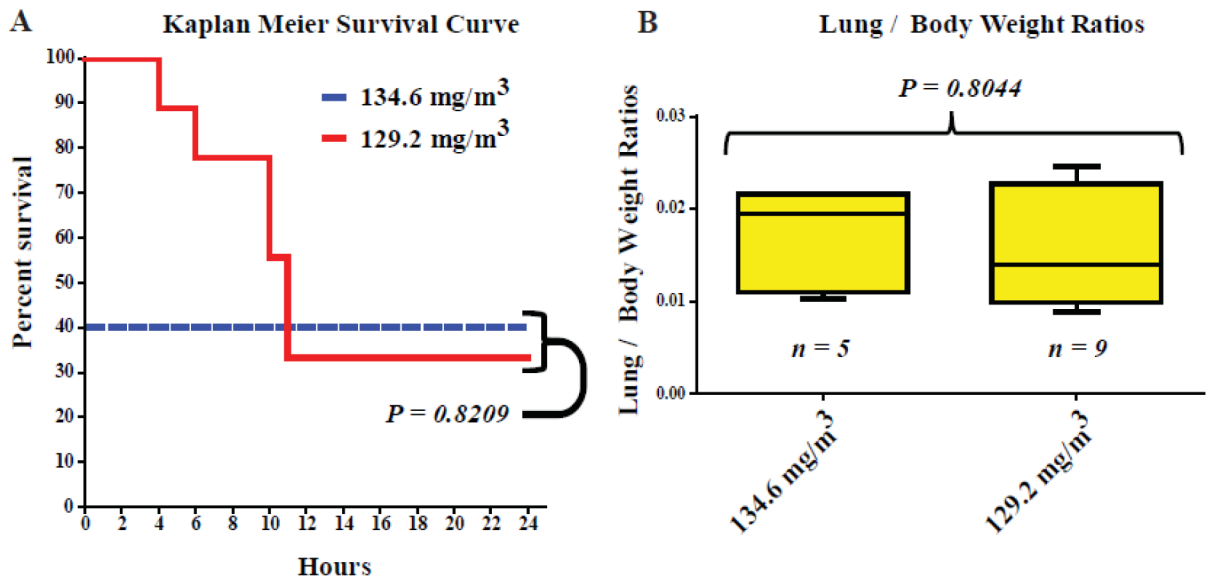 A
Kaplan Meier Survival Curve
100
90
80
70
60
50
40
30
20
10
0
Percent survival
134.6 mg/m³
129.2 mg/m³
P = 0.8209
0 2 4 6 8 10 12 14 16 18 20 22 24
Hours
B
Lung / Body Weight Ratios
P = 0.8044
0.03
0.02
0.01
0.00
Lung / Body Weight Ratios
n = 5
n = 9
134.6 mg/m³
129.2 mg/m³